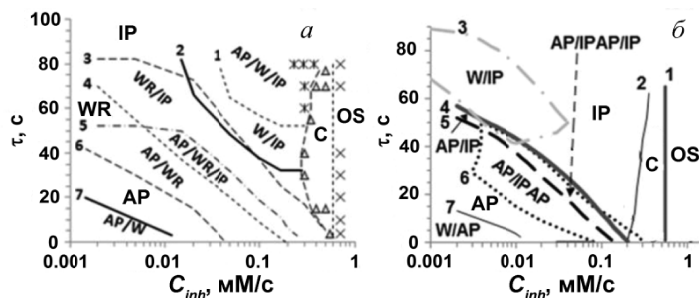 а
IP
AP/W/IP
WR/IP
W/IP
WR
AP/WR/IP
AP/WR
AP
AP/W
C
OS
1
2
3
4
5
6
7
τ, с
100
80
60
40
20
0
0.001
0.01
0.1
1
C_inh, мМ/с
б
AP/IPAP/IP
W/IP
IP
AP/IP
AP/IPAP
AP
W/AP
C
OS
1
2
3
4
5
6
7
τ, с
80
60
40
20
0
0.001
0.01
0.1
1
C_inh, мМ/с